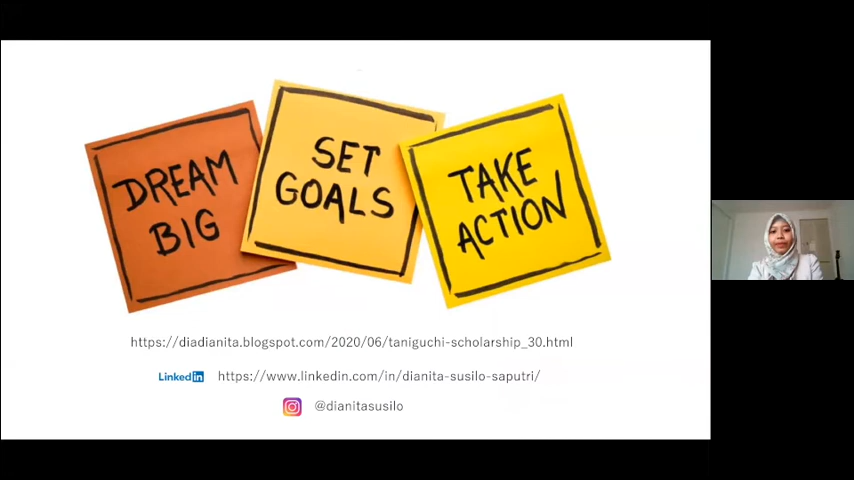 DREAM
BIG
SET
GOALS
TAKE
ACTION
https://diadianita.blogspot.com/2020/06/taniguchi-scholarship_30.html
Linked in https://www.linkedin.com/in/dianita-susilo-saputri/
@dianitasusilo